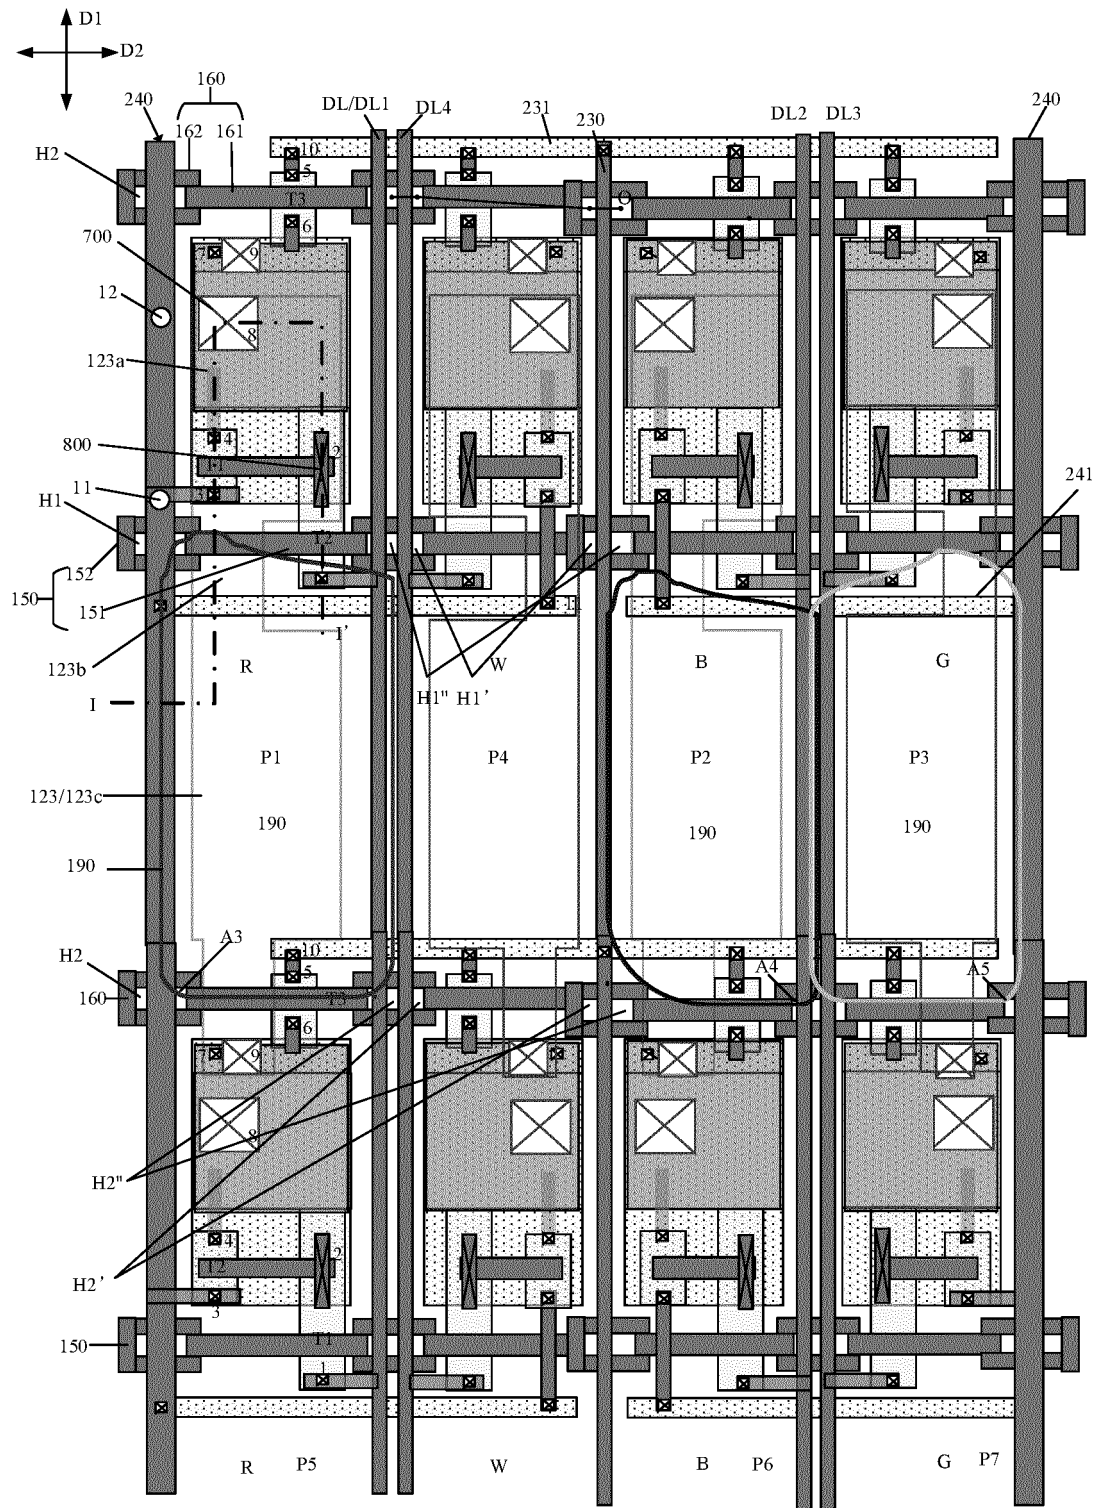 D1
D2
160
240
DL/DL1
DL4
231
230
DL2
DL3
240
162
161
H2
10
5
T3
O
6
700
7
9
12
8
123a
4
800
2
T1
11
3
241
H1
T2
152
150
151
1
11
I'
123b
R
W
B
G
H1"
H1'
I
P1
P4
P2
P3
123/123c
190
190
190
190
A3
10
H2
5
A4
A5
160
T3
6
7
9
8
H2"
4
2
H2'
T2
3
150
T1
1
R
P5
W
B
P6
G
P7